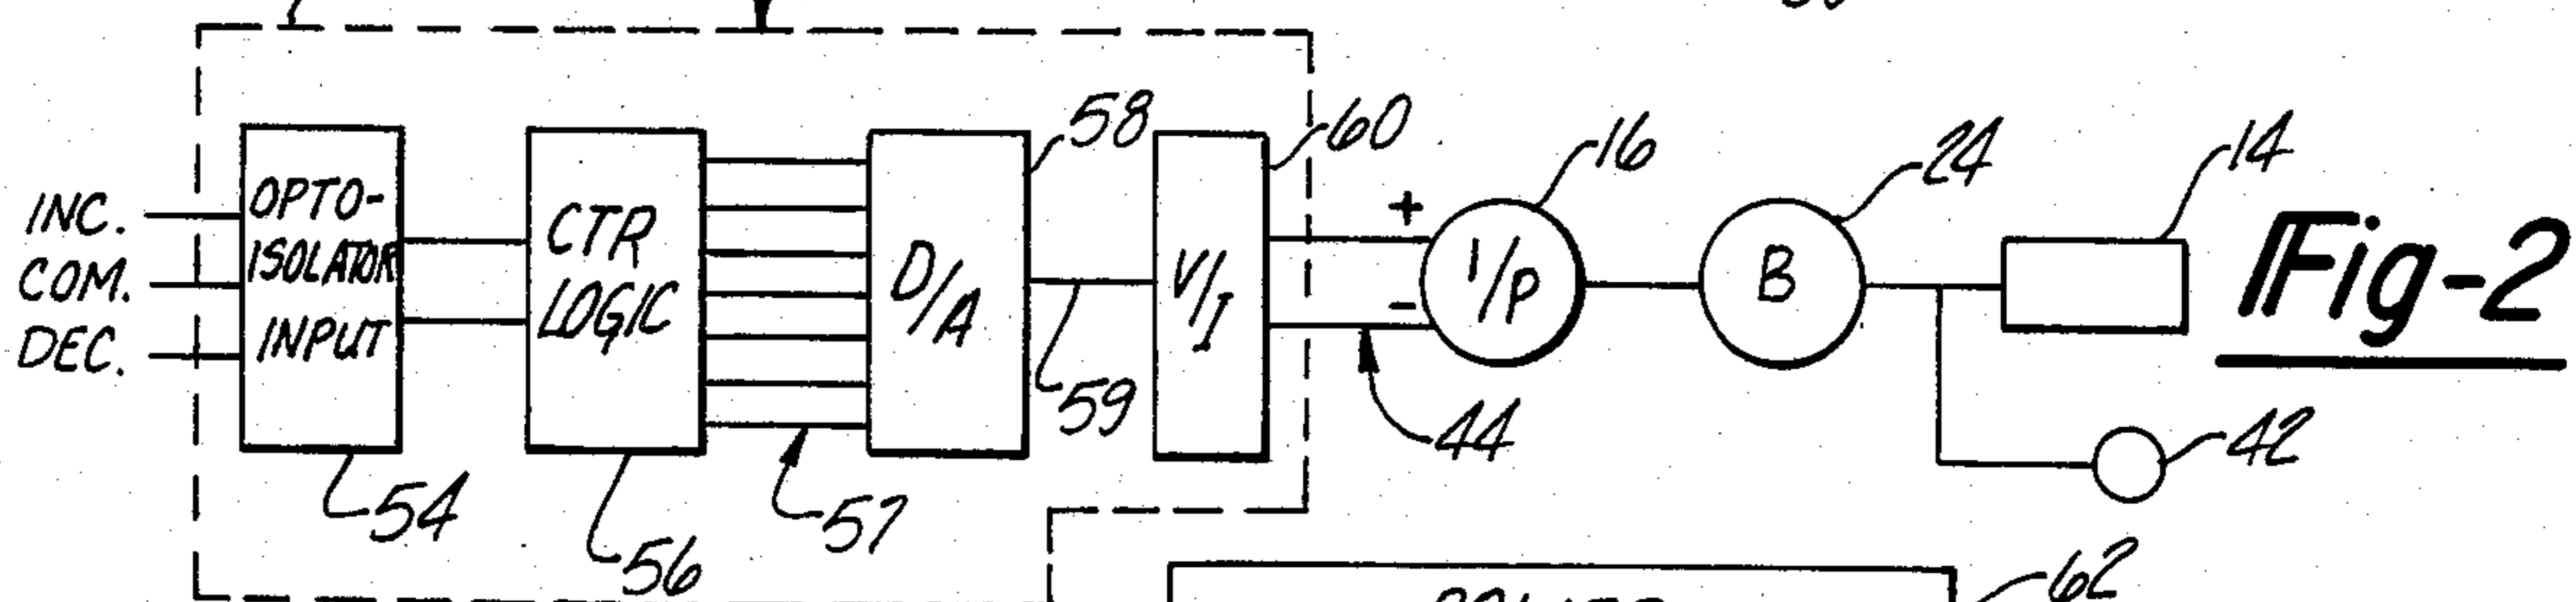 58
60
16
24
14
INC.
COM.
DEC.
OPTO-
ISOLATOR
INPUT
CTR
LOGIC
D/A
V/I
+
-
I/P
B
Fig-2
59
44
42
54
57
56
62